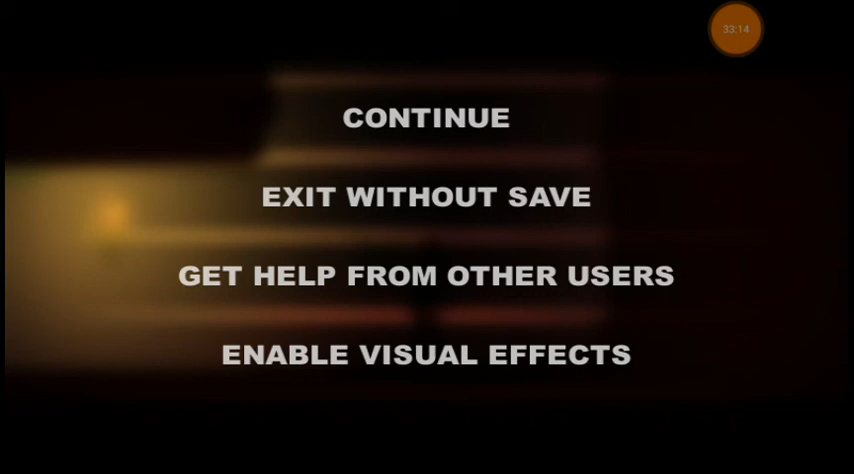 33:14
CONTINUE
EXIT WITHOUT SAVE
GET HELP FROM OTHER USERS
ENABLE VISUAL EFFECTS